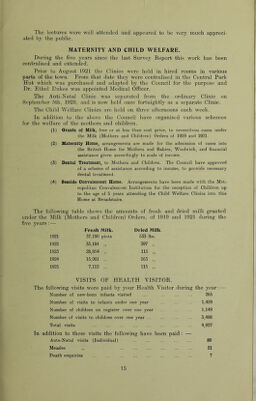 The lectures were well attended and appeared to be very much appreci-
ated by the public.
MATERNITY AND CHILD WELFARE.
During the five years since the last Survey Report this work has been
centralised and extended.
Prior to August 1921 the Clinics were held in hired rooms in various
parts of the town. From that date they were centralised in the Central Park
Hut which was purchased and adapted by the Council for the purpose and
Dr. Ethel Dukes was appointed Medical Officer.
The Anti-Natal Clinic was separated from the ordinary Clinic on
September 8th, 1925, and is now held once fortnightly as a separate Clinic.
The Child Welfare Clinics are held on three afternoons each week.
In addition to the above the Council have organised various schemes
for the welfare of the mothers and children.
(1) Grants of Milk, free or at less than cost price, to necessitous cases under
the Milk (Mothers and Children) Orders of 1919 and 1921.
(2) Maternity Home, arrangements are made for the admission of cases into
the British Home for Mothers and Babies, Woolwich, and financial
assistance given accordingly to scale of income.
(3) Dental Treatment, to Mothers and Children. The Council have approved
of a scheme of assistance according to income, to provide necessary
dental treatment.
(4) Seaside Convalescent Home. Arrangements have been made with the Met-
ropolitan Convalescent Institution for the reception of Children up
to the age of 5 years attending the Child Welfare Clinics into this
Home at Broadstairs.
The following table shows the amounts of fresh and dried milk granted
under the Milk (Mothers and Children) Orders, of 1919 and 1921 during the
five years:—
Fresh Milk. Dried Milk.
1921
1922
1923
1924
1925 7,112 „ 115 „
VISITS OF HEALTH VISITOR.
The following visits were paid by your Health Visitor during the year—
Number of new-born infants visited
Number of visits to infants under one year
Number of children on register over one year
Number of visits to children over one year
Total visits
In addition to these visits the following have been paid:—
Ante-Natal visits (Individual)
Measles
Death enquiries 7
15